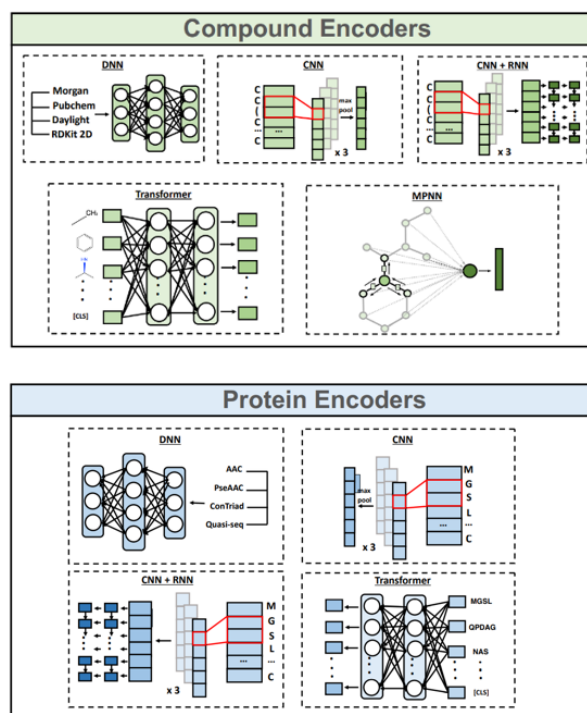 Compound Encoders
DNN
Morgan
Pubchem
Daylight
RDKit 2D
CNN
C
C
(
C
...
C
...
max
pool
x 3
CNN + RNN
C
C
(
C
...
C
...
x 3
Transformer
CH₃
[CLS]
MPNN
Protein Encoders
DNN
AAC
PseAAC
ConTriad
Quasi-seq
CNN
max
pool
x 3
M
G
S
L
...
...
C
CNN + RNN
x 3
M
G
S
L
...
...
C
Transformer
MGSL
QPDAG
NAS
[CLS]